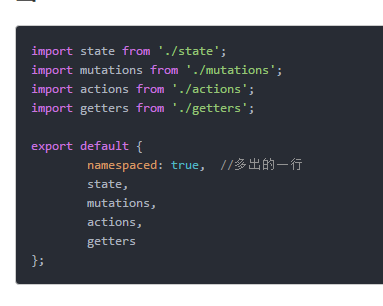 import state from './state';
import mutations from './mutations';
import actions from './actions';
import getters from './getters';
export default {
namespaced: true,  //多出的一行
state,
mutations,
actions,
getters
};